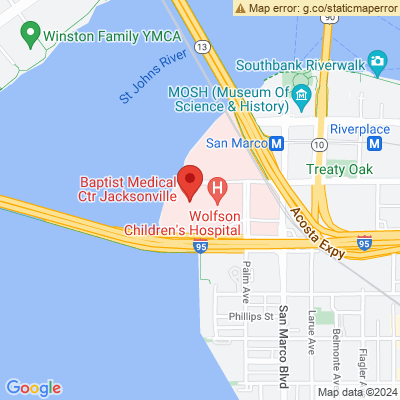 Map error: g.co/staticmaperror
90
Winston Family YMCA
13
St Johns River
Southbank Riverwalk
MOSH (Museum Of
Science & History)
Riverplace
San Marco
M
M
10
Treaty Oak
Baptist Medical
Ctr Jacksonville
H
Wolfson
Children's Hospital
Acosta Expy
95
95
Palm Ave
Phillips St
San Marco Blvd
Larue Ave
Belmonte Av
Flagler A
Google
Map data ©2024